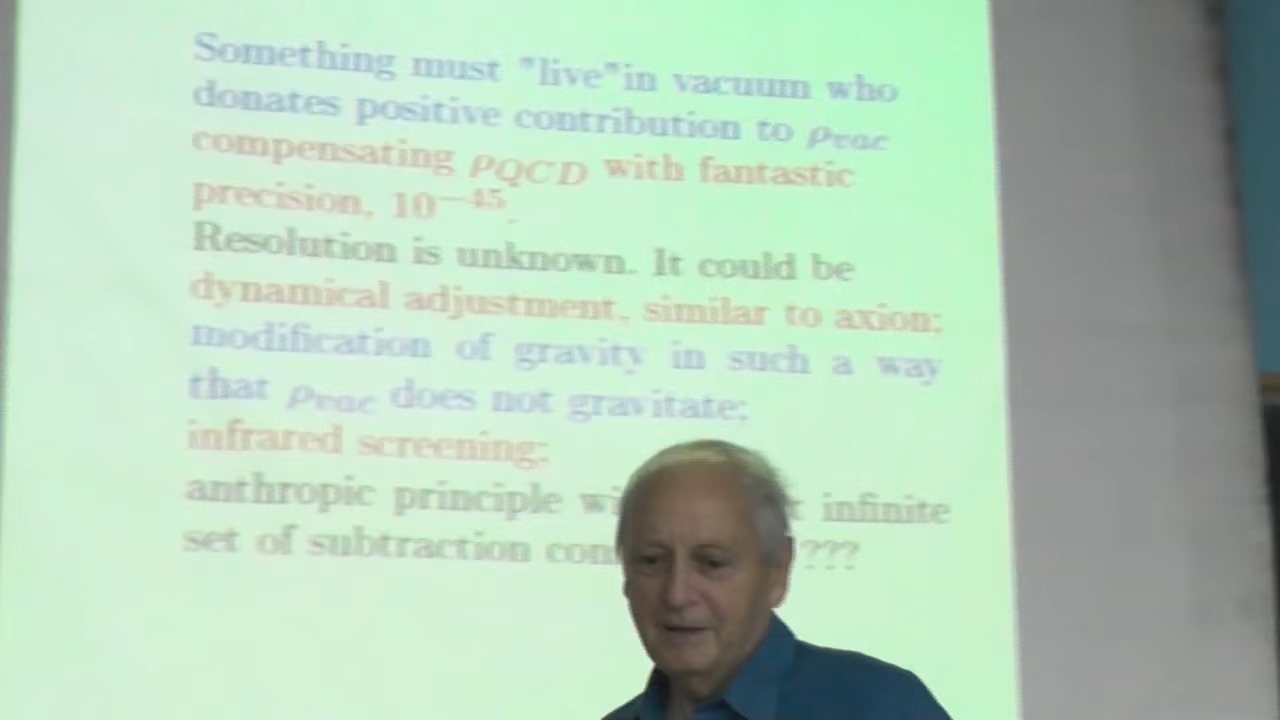 Something must "live"in vacuum who
donates positive contribution to ρvac
compensating ρQCD with fantastic
precision, 10−45.
Resolution is unknown. It could be
dynamical adjustment, similar to axion;
modification of gravity in such a way
that ρvac does not gravitate;
infrared screening;
anthropic principle infinite
set of subtraction ???